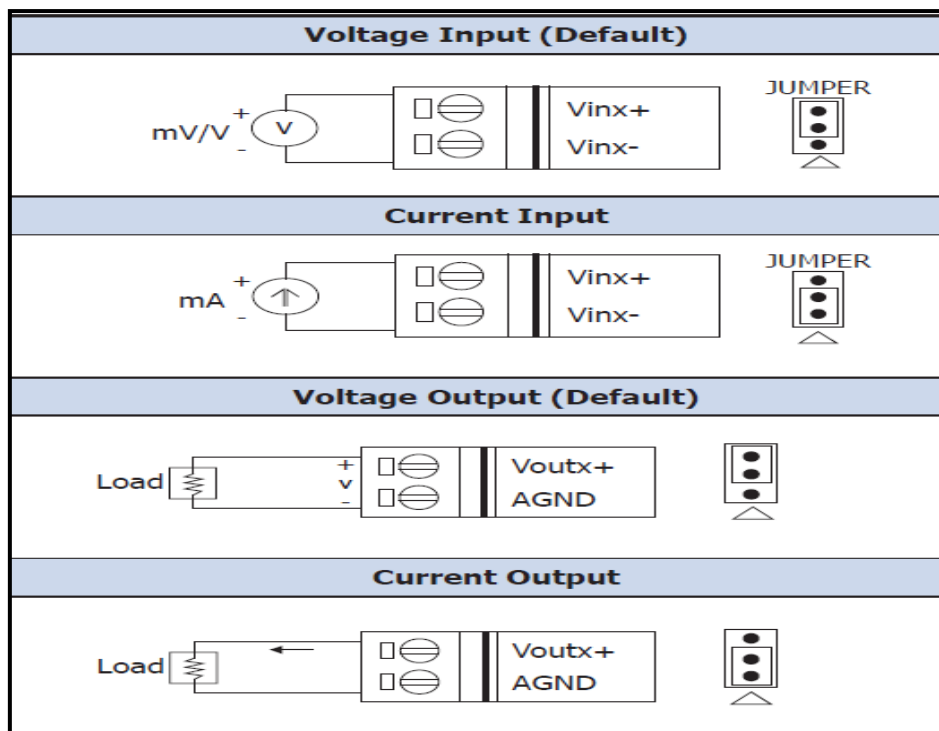 Voltage Input (Default)
JUMPER
+
mV/V
V
-
Vinx+
Vinx-
Current Input
JUMPER
+
mA
-
Vinx+
Vinx-
Voltage Output (Default)
Load
+
v
-
Voutx+
AGND
Current Output
Load
Voutx+
AGND